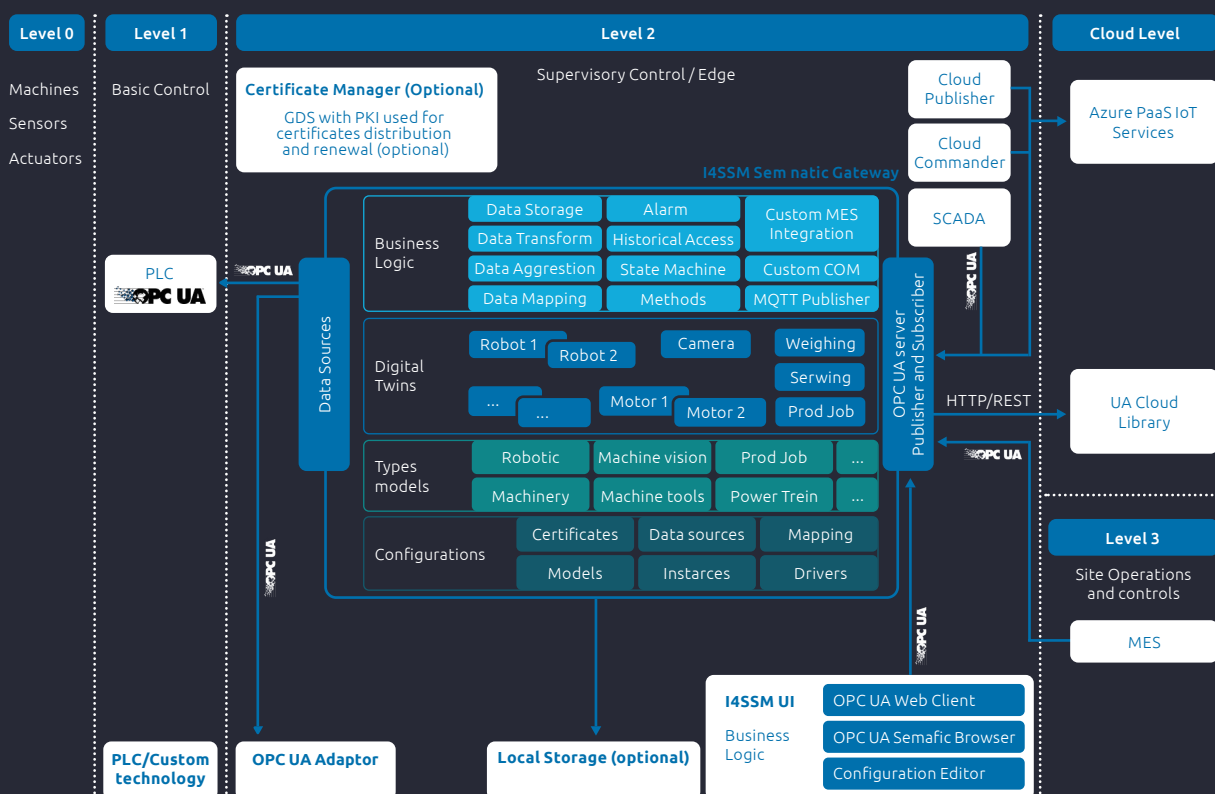 Level 0
Level 1
Level 2
Cloud Level
Machines
Sensors
Actuators
Basic Control
Supervisory Control / Edge
Certificate Manager (Optional)
GDS with PKI used for
certificates distribution
and renewal (optional)
Cloud
Publisher
Cloud
Commander
SCADA
Azure PaaS IoT
Services
I4SSM Sem natic Gateway
OPC UA
PLC
OPC UA
Data Sources
Business
Logic
Data Storage
Alarm
Custom MES
Integration
Data Transform
Historical Access
Data Aggrestion
State Machine
Custom COM
Data Mapping
Methods
MQTT Publisher
Digital
Twins
Robot 1
Robot 2
Camera
Weighing
Serwing
...
...
Motor 1
Motor 2
Prod Job
Types
models
Robotic
Machine vision
Prod Job
...
Machinery
Machine tools
Power Trein
...
Configurations
Certificates
Data sources
Mapping
Models
Instarces
Drivers
OPC UA server
Publisher and Subscriber
OPC UA
HTTP/REST
UA Cloud
Library
OPC UA
Level 3
Site Operations
and controls
MES
OPC UA
OPC UA
PLC/Custom
technology
OPC UA Adaptor
Local Storage (optional)
I4SSM UI
Business
Logic
OPC UA Web Client
OPC UA Semafic Browser
Configuration Editor